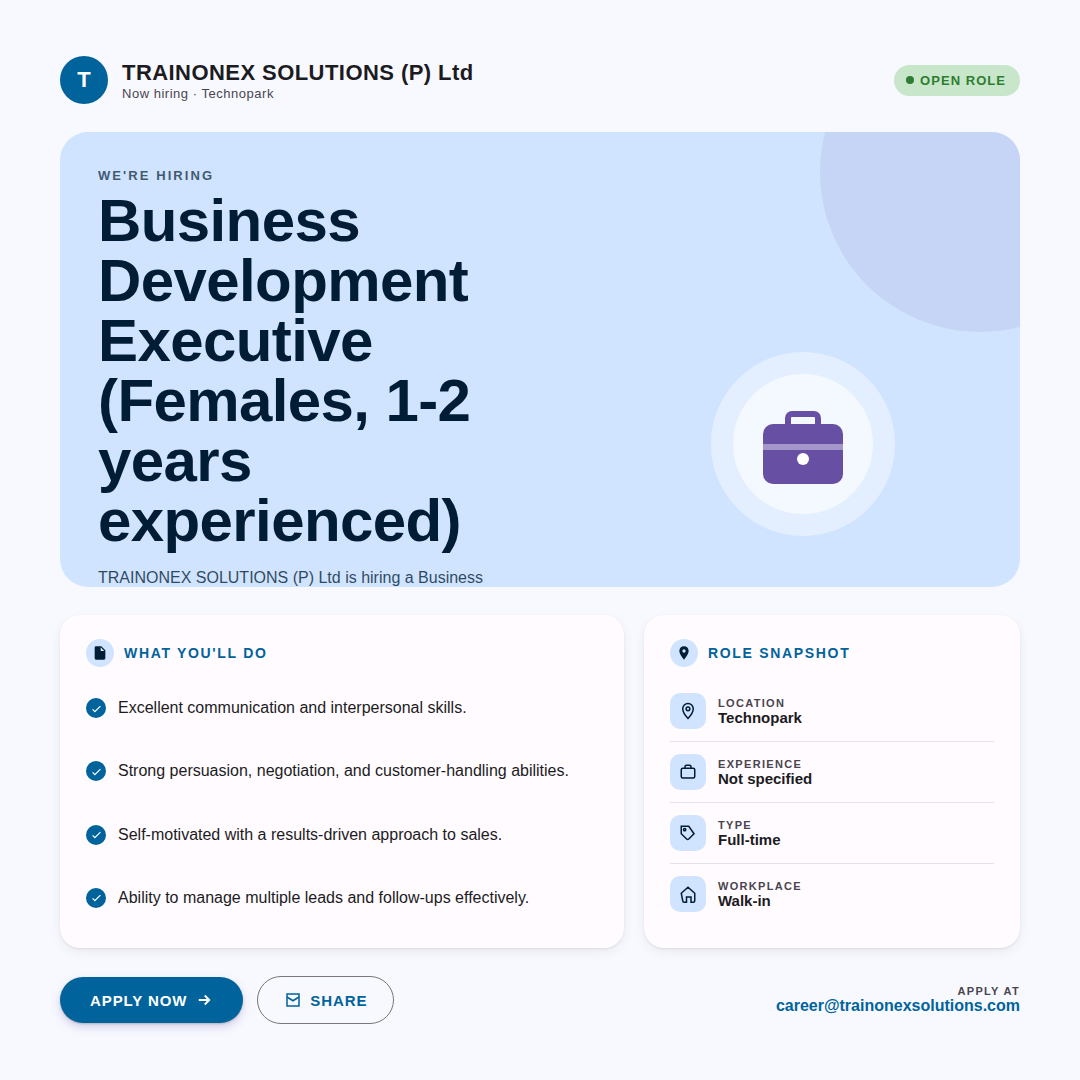 T
TRAINONEX SOLUTIONS (P) Ltd
Now hiring · Technopark
OPEN ROLE
WE'RE HIRING
Business
Development
Executive
(Females, 1-2
years
experienced)
TRAINONEX SOLUTIONS (P) Ltd is hiring a Business
WHAT YOU'LL DO
Excellent communication and interpersonal skills.
Strong persuasion, negotiation, and customer-handling abilities.
Self-motivated with a results-driven approach to sales.
Ability to manage multiple leads and follow-ups effectively.
ROLE SNAPSHOT
LOCATION
Technopark
EXPERIENCE
Not specified
TYPE
Full-time
WORKPLACE
Walk-in
APPLY NOW
SHARE
APPLY AT
career@trainonexsolutions.com